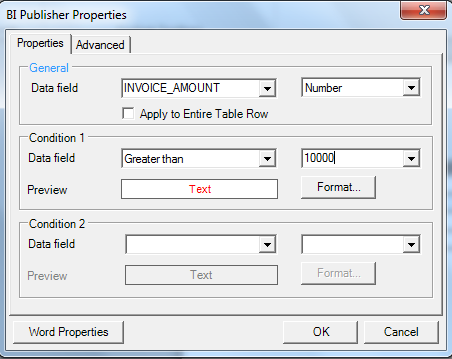 BI Publisher Properties
Properties Advanced
General
Data field INVOICE_AMOUNT Number
Apply to Entire Table Row
Condition 1
Data field Greater than 10000
Preview Text Format...
Condition 2
Data field
Preview Text Format...
Word Properties OK Cancel